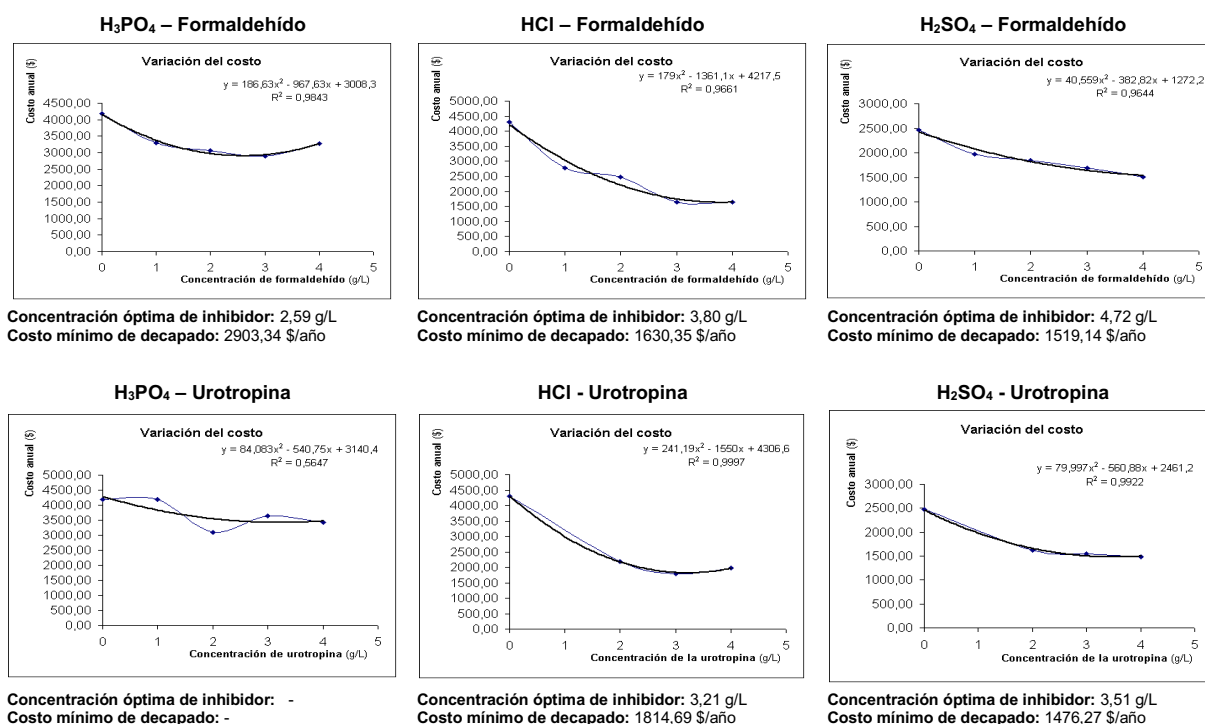 H₃PO₄ – Formaldehído
Variación del costo
y = 186,63x² - 967,63x + 3008,3
R² = 0,9843
Costo anual ($)
4500,00
4000,00
3500,00
3000,00
2500,00
2000,00
1500,00
1000,00
500,00
0,00
0 1 2 3 4 5
Concentración de formaldehído (g/L)
Concentración óptima de inhibidor: 2,59 g/L
Costo mínimo de decapado: 2903,34 $/año
HCl – Formaldehído
Variación del costo
y = 179x² - 1361,1x + 4217,5
R² = 0,9661
Costo anual ($)
5000,00
4500,00
4000,00
3500,00
3000,00
2500,00
2000,00
1500,00
1000,00
500,00
0,00
0 1 2 3 4 5
Concentración de formaldehído (g/L)
Concentración óptima de inhibidor: 3,80 g/L
Costo mínimo de decapado: 1630,35 $/año
H₂SO₄ – Formaldehído
Variación del costo
y = 40,559x² - 382,82x + 1272,2
R² = 0,9644
Costo anual ($)
3000,00
2500,00
2000,00
1500,00
1000,00
500,00
0,00
0 1 2 3 4 5
Concentración de formaldehído (g/L)
Concentración óptima de inhibidor: 4,72 g/L
Costo mínimo de decapado: 1519,14 $/año
H₃PO₄ – Urotropina
Variación del costo
y = 84,083x² - 540,75x + 3140,4
R² = 0,5647
Costo anual ($)
5000,00
4500,00
4000,00
3500,00
3000,00
2500,00
2000,00
1500,00
1000,00
500,00
0,00
0 1 2 3 4 5
Concentración de urotropina (g/L)
Concentración óptima de inhibidor: -
Costo mínimo de decapado: -
HCl - Urotropina
Variación del costo
y = 241,19x² - 1550x + 4306,6
R² = 0,9997
Costo anual ($)
5000,00
4500,00
4000,00
3500,00
3000,00
2500,00
2000,00
1500,00
1000,00
500,00
0,00
0 1 2 3 4 5
Concentración de la urotropina (g/L)
Concentración óptima de inhibidor: 3,21 g/L
Costo mínimo de decapado: 1814,69 $/año
H₂SO₄ - Urotropina
Variación del costo
y = 79,997x² - 560,88x + 2461,2
R² = 0,9922
Costo anual ($)
3000,00
2500,00
2000,00
1500,00
1000,00
500,00
0,00
0 1 2 3 4 5
Concentración de la urotropina (g/L)
Concentración óptima de inhibidor: 3,51 g/L
Costo mínimo de decapado: 1476,27 $/año